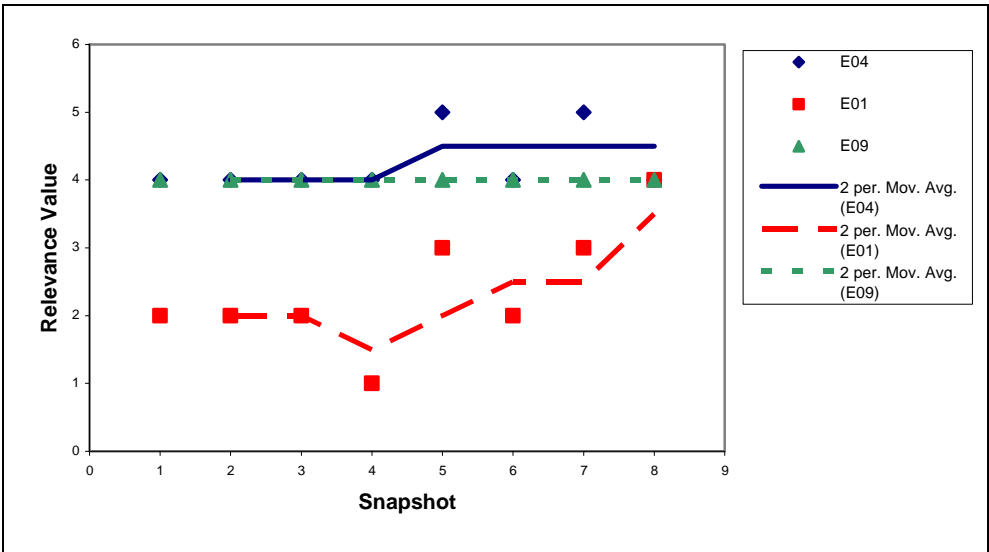 6
5
4
3
2
1
0
0 1 2 3 4 5 6 7 8 9
Relevance Value
Snapshot
E04
E01
E09
2 per. Mov. Avg.
(E04)
2 per. Mov. Avg.
(E01)
2 per. Mov. Avg.
(E09)